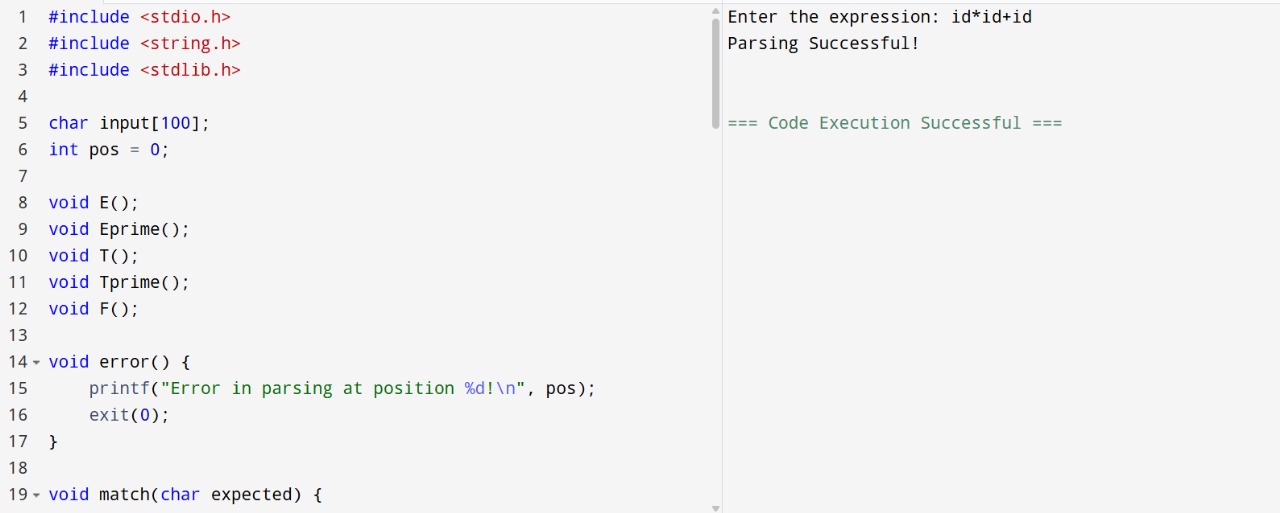 1 #include <stdio.h>
2 #include <string.h>
3 #include <stdlib.h>
4
5 char input[100];
6 int pos = 0;
7
8 void E();
9 void Eprime();
10 void T();
11 void Tprime();
12 void F();
13
14 void error() {
15 printf("Error in parsing at position %d!\n", pos);
16 exit(0);
17 }
18
19 void match(char expected) {
Enter the expression: id*id+id
Parsing Successful!
=== Code Execution Successful ===